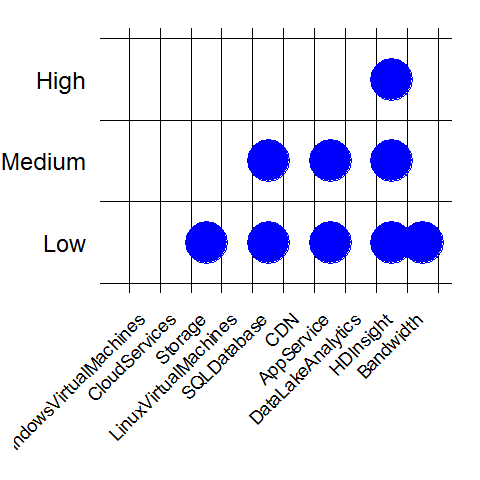 High
Medium
Low
ndowsVirtualMachines
CloudServices
Storage
LinuxVirtualMachines
SQLDatabase
CDN
AppService
DataLakeAnalytics
HDInsight
Bandwidth